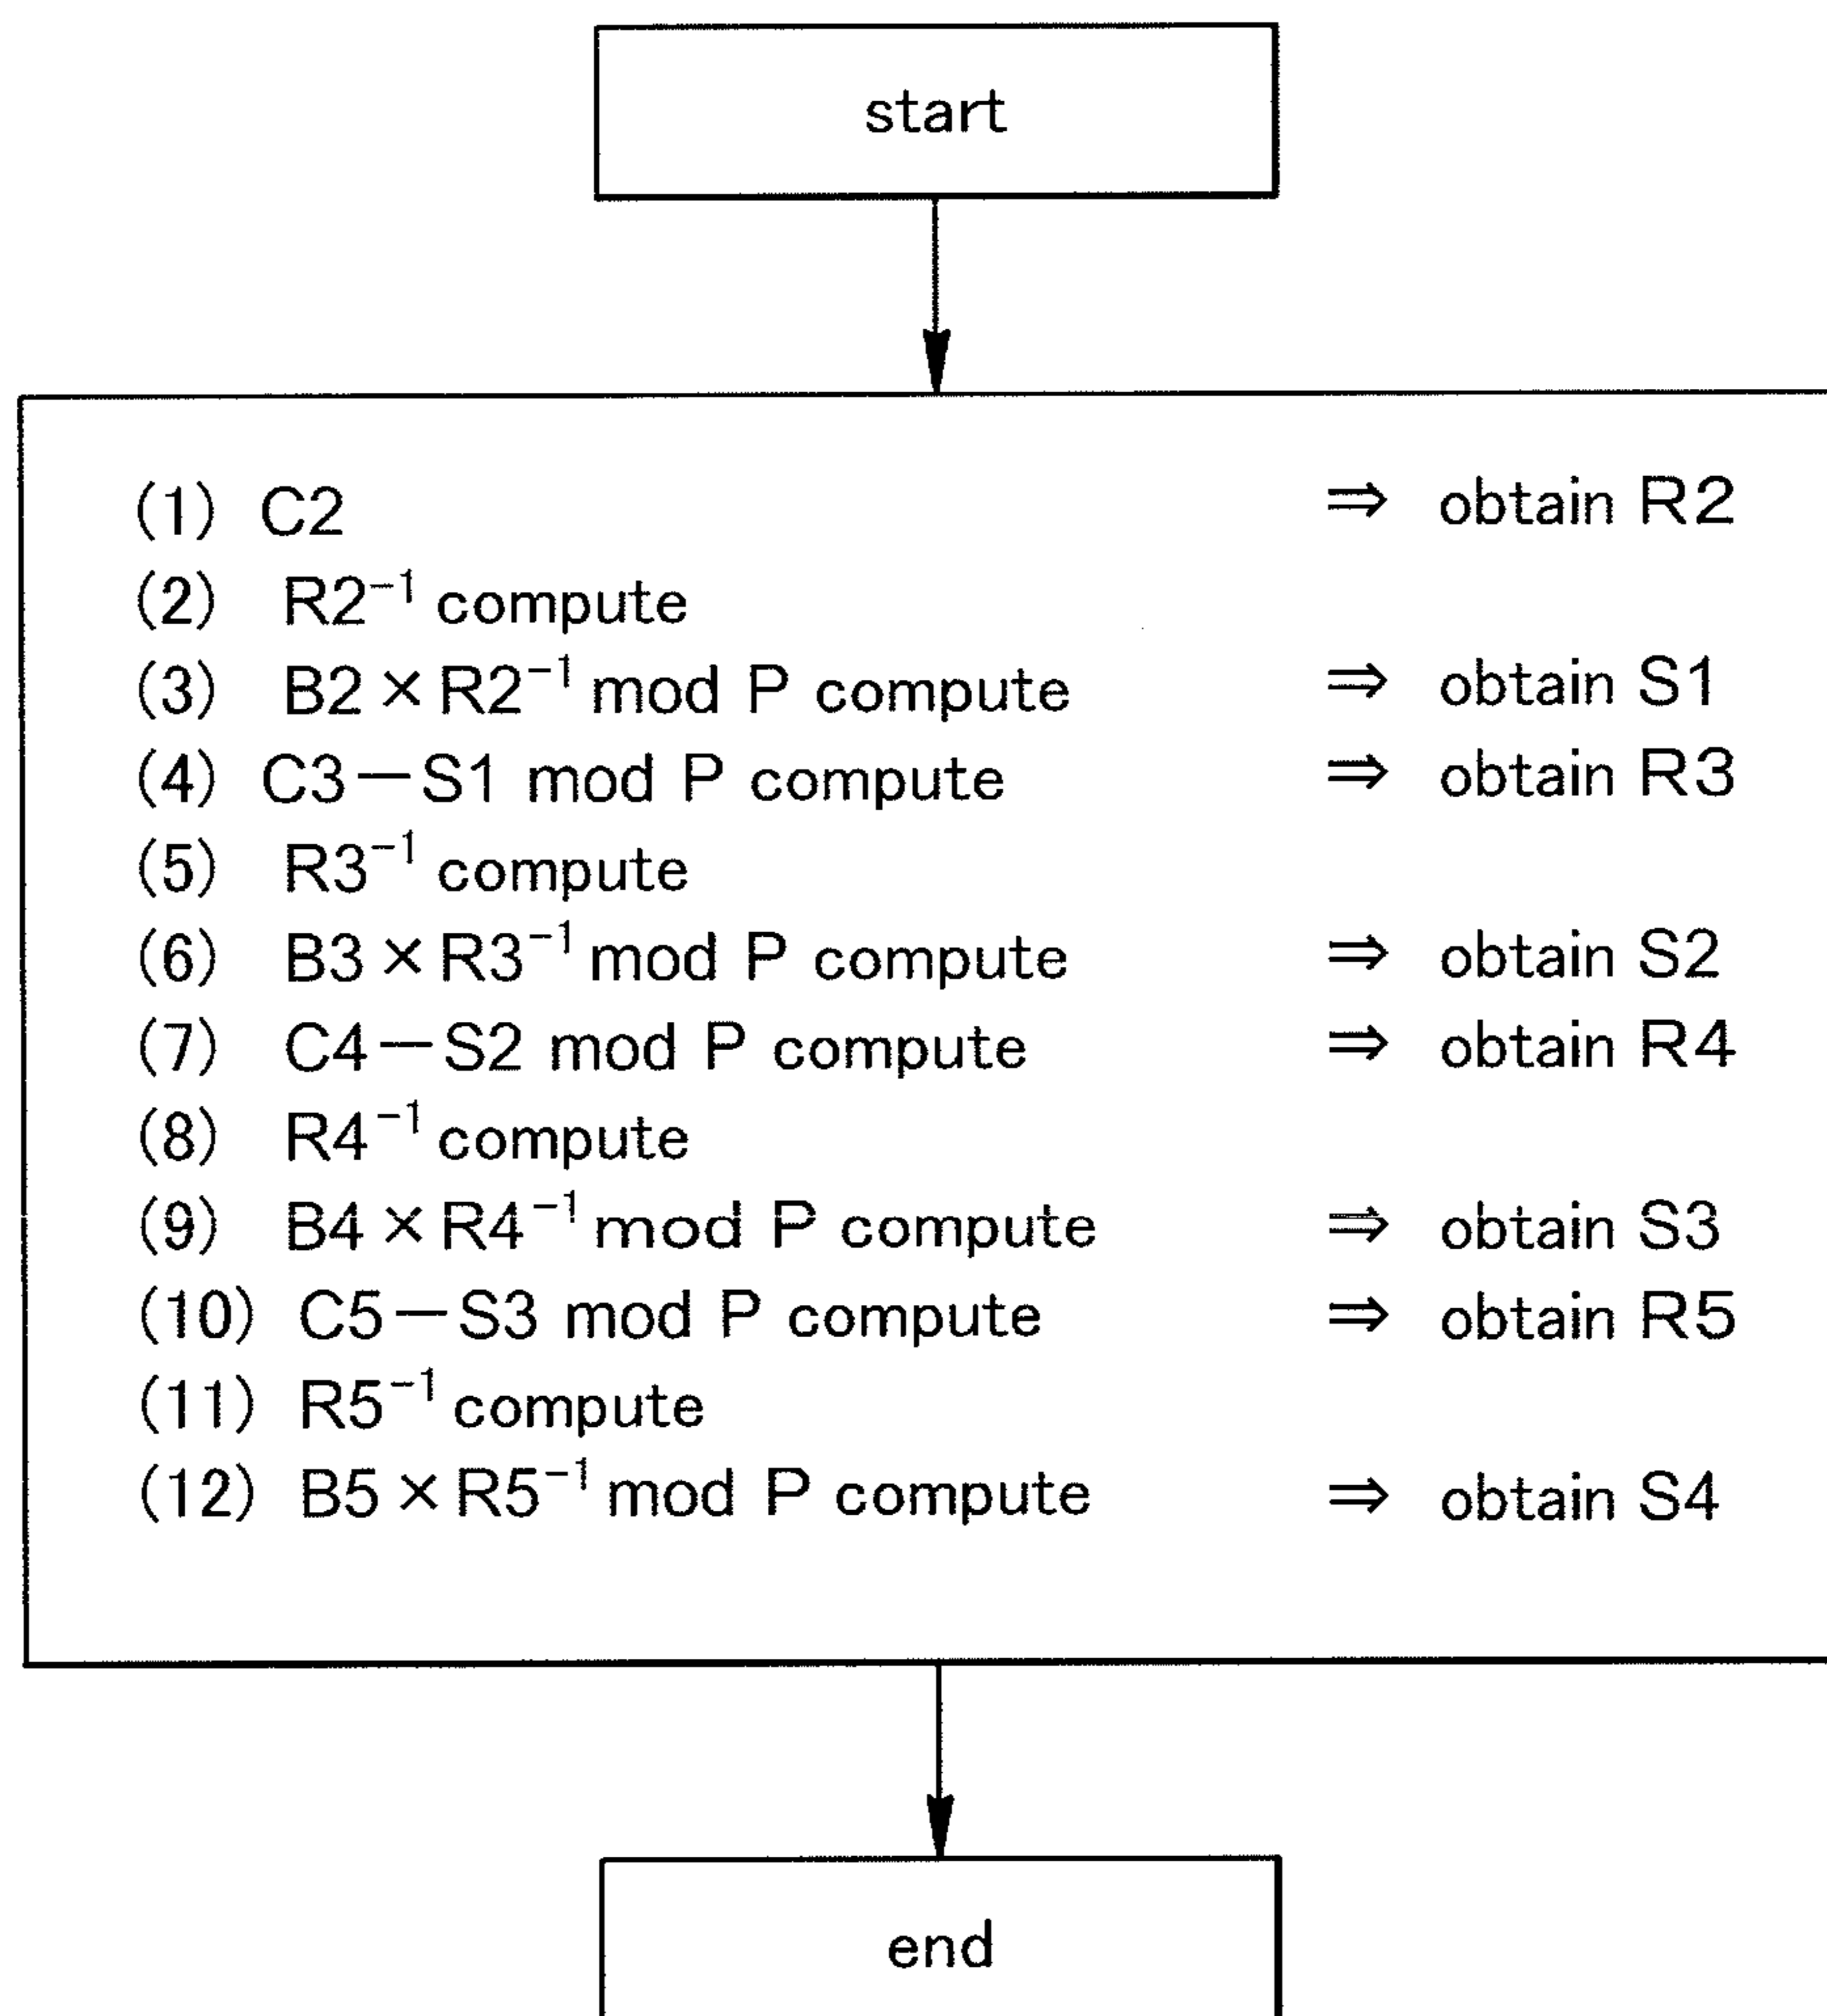 start
(1) C2 ⇒ obtain R2
(2) R2⁻¹ compute
(3) B2×R2⁻¹ mod P compute ⇒ obtain S1
(4) C3−S1 mod P compute ⇒ obtain R3
(5) R3⁻¹ compute
(6) B3×R3⁻¹ mod P compute ⇒ obtain S2
(7) C4−S2 mod P compute ⇒ obtain R4
(8) R4⁻¹ compute
(9) B4×R4⁻¹ mod P compute ⇒ obtain S3
(10) C5−S3 mod P compute ⇒ obtain R5
(11) R5⁻¹ compute
(12) B5×R5⁻¹ mod P compute ⇒ obtain S4
end